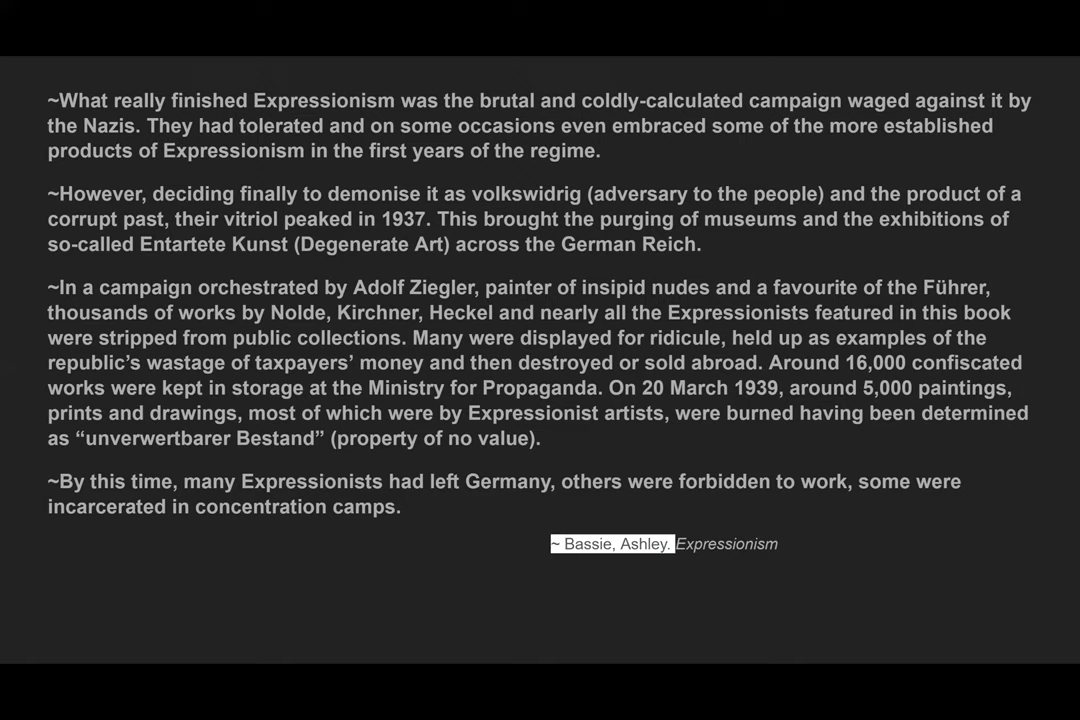 ~What really finished Expressionism was the brutal and coldly-calculated campaign waged against it by
the Nazis. They had tolerated and on some occasions even embraced some of the more established
products of Expressionism in the first years of the regime.
~However, deciding finally to demonise it as volkswidrig (adversary to the people) and the product of a
corrupt past, their vitriol peaked in 1937. This brought the purging of museums and the exhibitions of
so-called Entartete Kunst (Degenerate Art) across the German Reich.
~In a campaign orchestrated by Adolf Ziegler, painter of insipid nudes and a favourite of the Führer,
thousands of works by Nolde, Kirchner, Heckel and nearly all the Expressionists featured in this book
were stripped from public collections. Many were displayed for ridicule, held up as examples of the
republic’s wastage of taxpayers’ money and then destroyed or sold abroad. Around 16,000 confiscated
works were kept in storage at the Ministry for Propaganda. On 20 March 1939, around 5,000 paintings,
prints and drawings, most of which were by Expressionist artists, were burned having been determined
as “unverwertbarer Bestand” (property of no value).
~By this time, many Expressionists had left Germany, others were forbidden to work, some were
incarcerated in concentration camps.
~ Bassie, Ashley. Expressionism